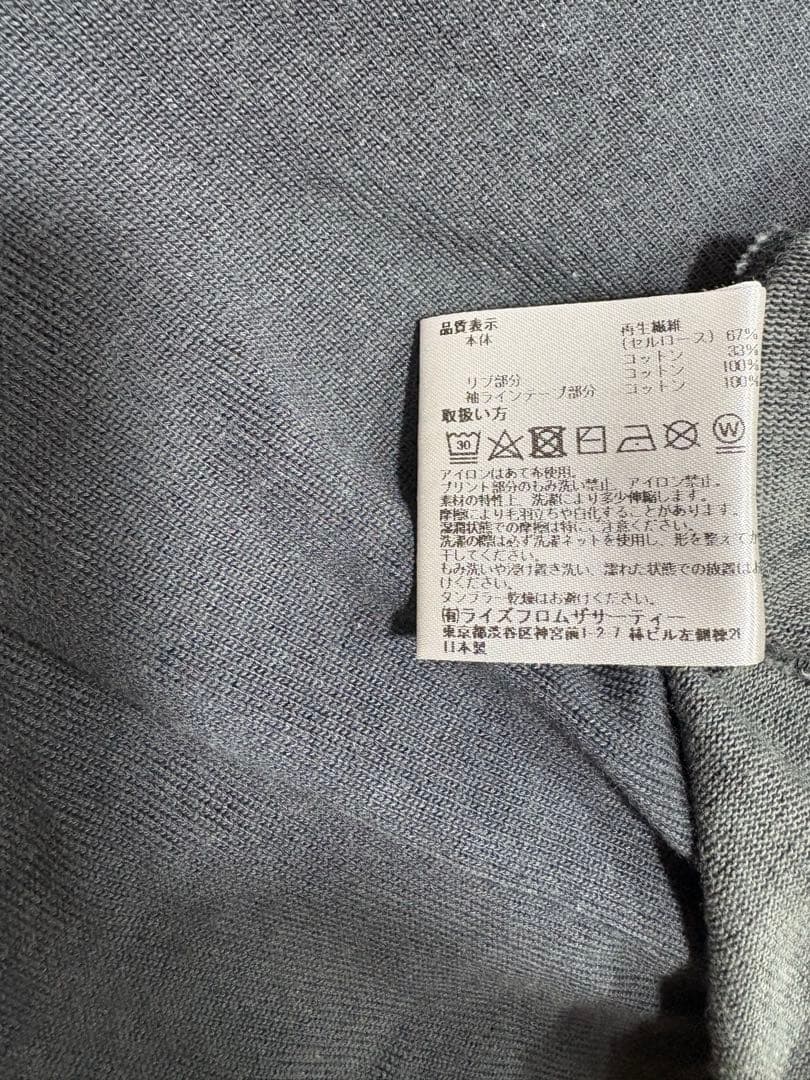 品質表示 再生繊維
本体 (セルロース) 67%
コットン 33%
リブ部分 コットン 100%
袖ラインテープ部分 コットン 100%
取扱い方
30 W
アイロンはあて布使用。
プリント部分のもみ洗い禁止、アイロン禁止。
素材の特性上、洗濯により多少伸縮します。
摩擦により毛羽立ちや白化することがあります。
湿潤状態での摩擦は特に、注意ください。
洗濯の際は必ず洗濯ネットを使用し、形を整えて
干してください。
もみ洗いや浸け置き洗い、濡れた状態での放置は
けください。
タンブラー乾燥はお避けください。
(有)ライズフロムザサーティー
東京都渋谷区神宮前1-2-7 ビル左側棟2
日本製